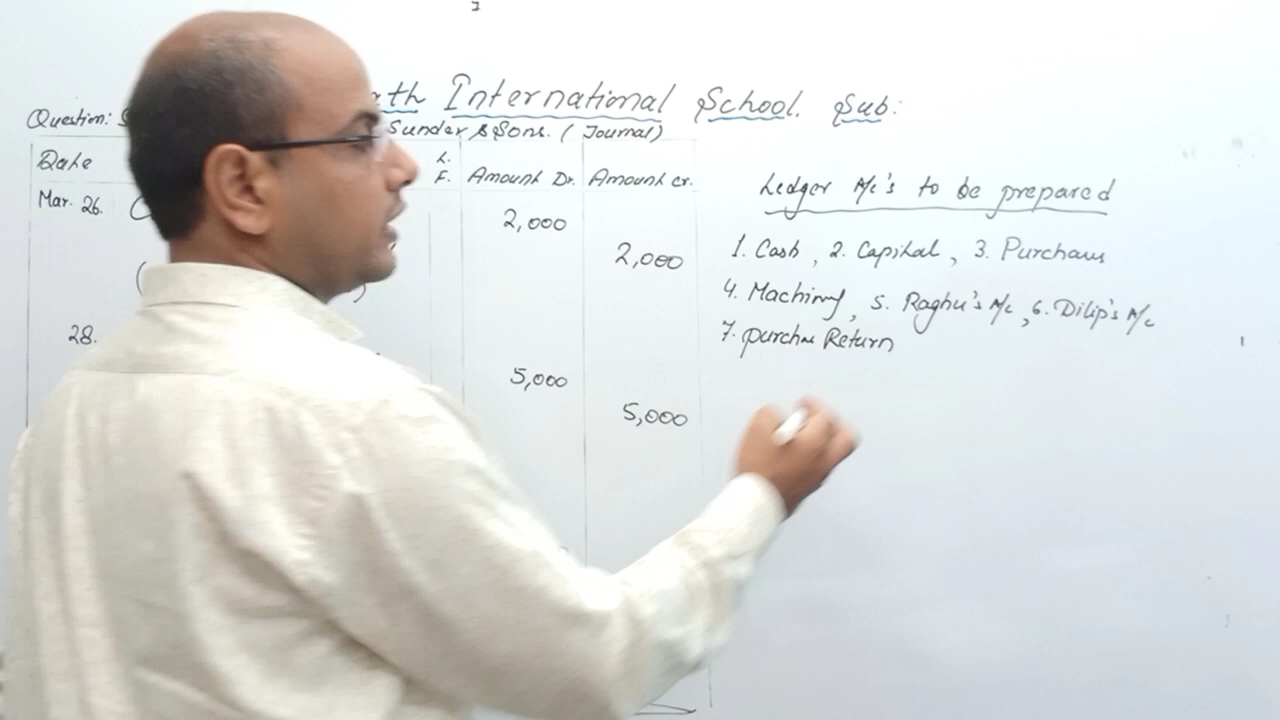 International School. Sub:
Question:
Sunder & Sons. ( Journal)
Date L. F. Amount Dr. Amount cr.
Mar. 26. 2,000
2,000
28.
5,000
5,000
Ledger A/c's to be prepared
1. Cash, 2. Capital, 3. Purchases
4. Machinery, 5. Raghu's A/c, 6. Dilip's A/c
7. purchase Return